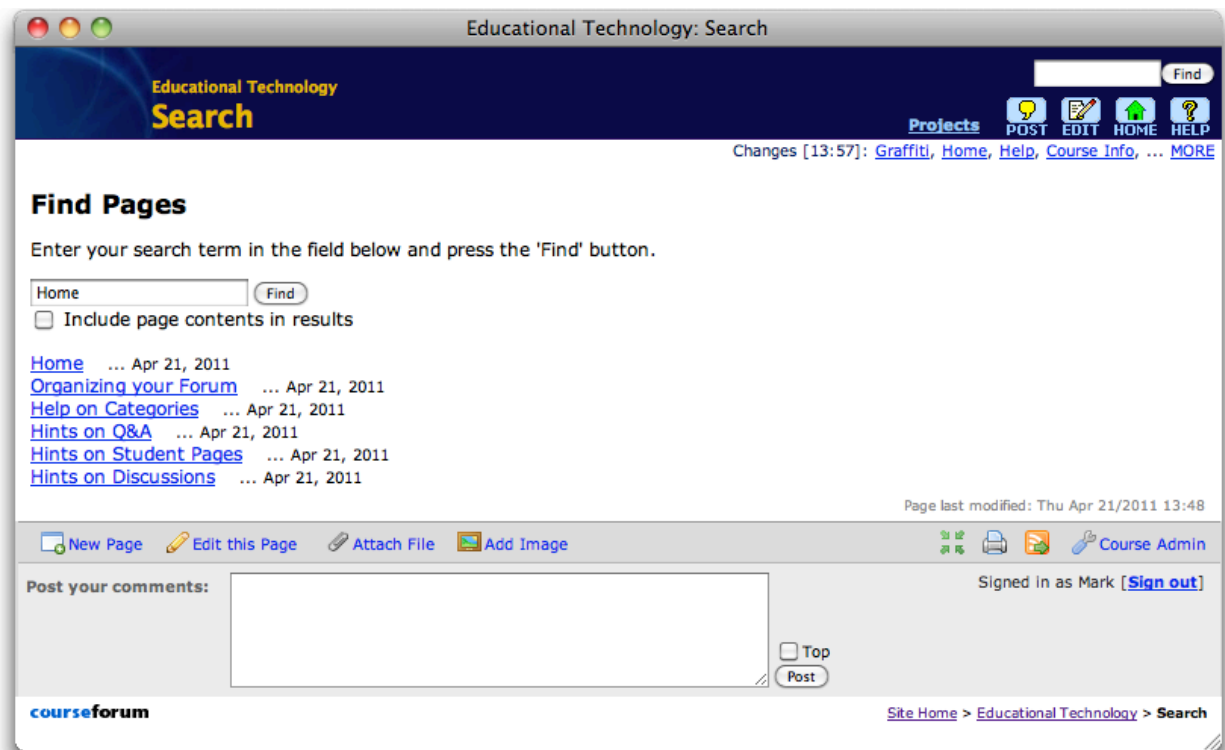 Educational Technology: Search
Find
Educational Technology
Search
Projects POST EDIT HOME HELP
Changes [13:57]: Graffiti, Home, Help, Course Info, ... MORE
Find Pages
Enter your search term in the field below and press the 'Find' button.
Home Find
Include page contents in results
Home ... Apr 21, 2011
Organizing your Forum ... Apr 21, 2011
Help on Categories ... Apr 21, 2011
Hints on Q&A ... Apr 21, 2011
Hints on Student Pages ... Apr 21, 2011
Hints on Discussions ... Apr 21, 2011
Page last modified: Thu Apr 21/2011 13:48
New Page Edit this Page Attach File Add Image Course Admin
Post your comments: Signed in as Mark [Sign out]
Top
Post
courseforum Site Home > Educational Technology > Search